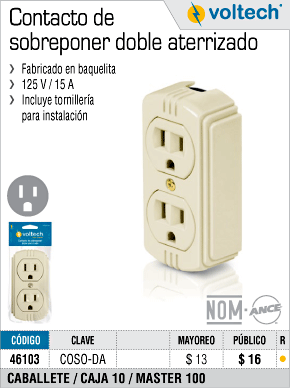 voltech®
Contacto de
sobreponer doble aterrizado
Fabricado en baquelita
125 V / 15 A
Incluye tornillería
para instalación
voltech
NOM-ANCE
CÓDIGO CLAVE MAYOREO PÚBLICO R
46103 COSO-DA $ 13 $ 16
CABALLETE / CAJA 10 / MASTER 100